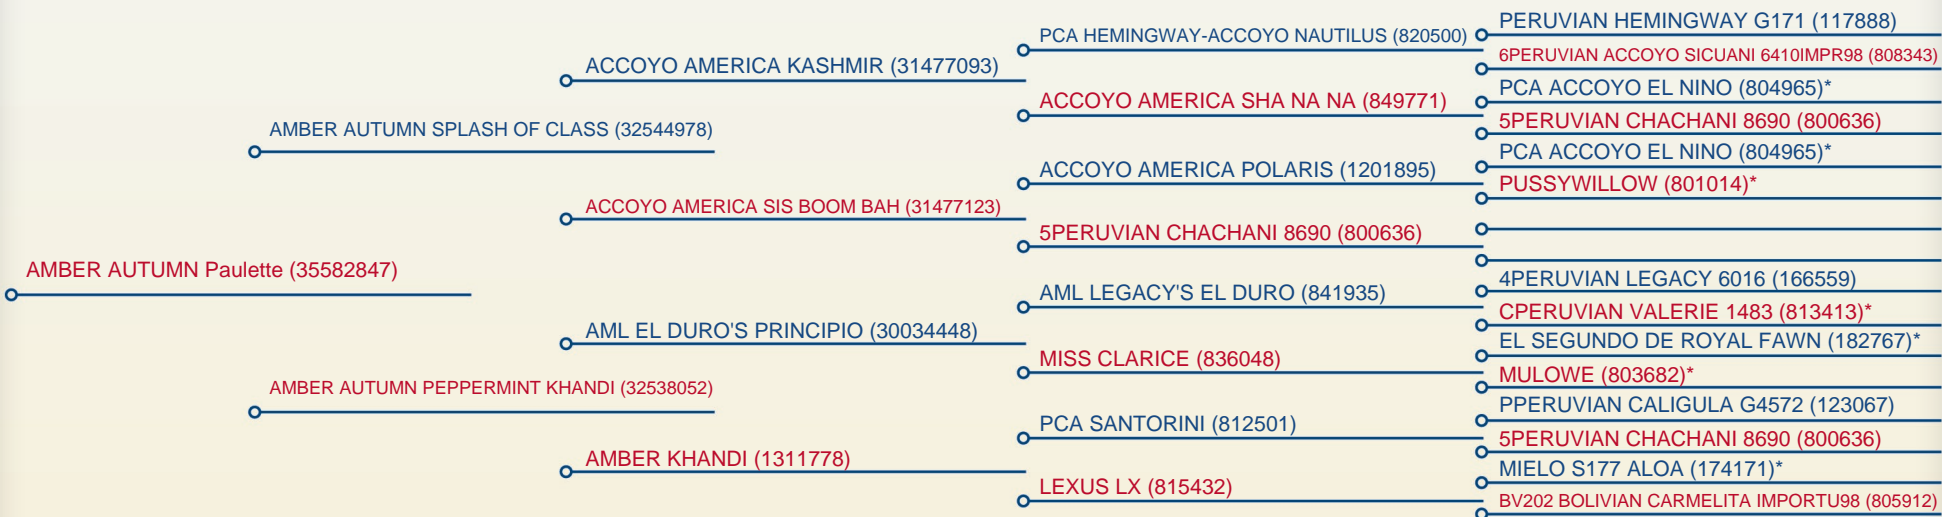 PERUVIAN HEMINGWAY G171 (117888)
PCA HEMINGWAY-ACCOYO NAUTILUS (820500)
6PERUVIAN ACCOYO SICUANI 6410IMPR98 (808343)
ACCOYO AMERICA KASHMIR (31477093)
PCA ACCOYO EL NINO (804965)*
ACCOYO AMERICA SHA NA NA (849771)
5PERUVIAN CHACHANI 8690 (800636)
AMBER AUTUMN SPLASH OF CLASS (32544978)
PCA ACCOYO EL NINO (804965)*
ACCOYO AMERICA POLARIS (1201895)
PUSSYWILLOW (801014)*
ACCOYO AMERICA SIS BOOM BAH (31477123)
5PERUVIAN CHACHANI 8690 (800636)
AMBER AUTUMN Paulette (35582847)
4PERUVIAN LEGACY 6016 (166559)
AML LEGACY'S EL DURO (841935)
CPERUVIAN VALERIE 1483 (813413)*
AML EL DURO'S PRINCIPIO (30034448)
EL SEGUNDO DE ROYAL FAWN (182767)*
MISS CLARICE (836048)
MULOWE (803682)*
AMBER AUTUMN PEPPERMINT KHANDI (32538052)
PPERUVIAN CALIGULA G4572 (123067)
PCA SANTORINI (812501)
5PERUVIAN CHACHANI 8690 (800636)
AMBER KHANDI (1311778)
MIELO S177 ALOA (174171)*
LEXUS LX (815432)
BV202 BOLIVIAN CARMELITA IMPORTU98 (805912)